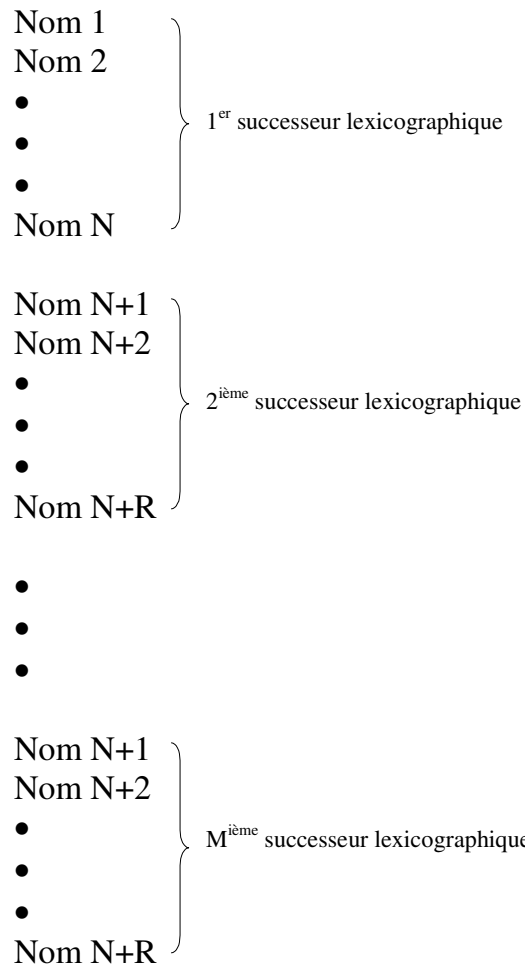 Nom 1
Nom 2
•
1er successeur lexicographique
•
•
Nom N
Nom N+1
Nom N+2
•
2ième successeur lexicographique
•
•
Nom N+R
•
•
•
Nom N+1
Nom N+2
•
Mième successeur lexicographique
•
•
Nom N+R